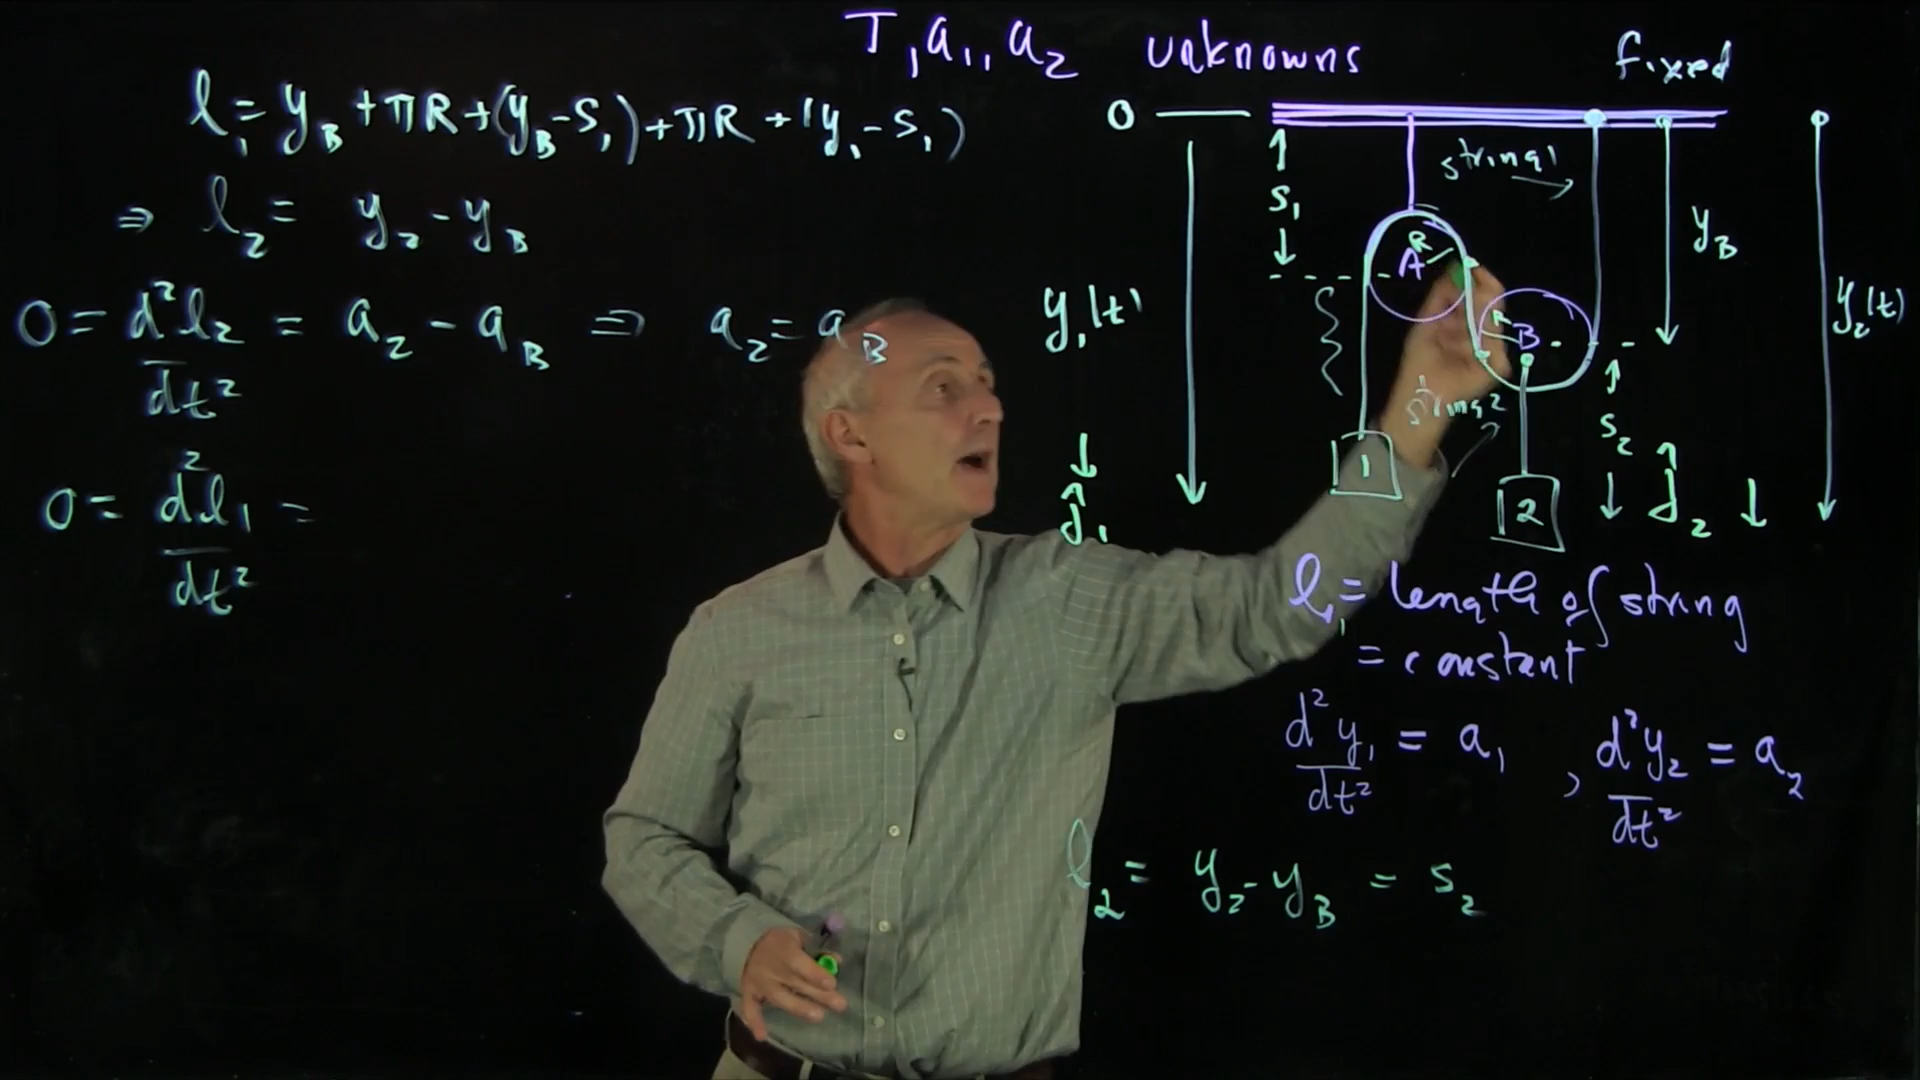 T, a₁, a₂ unknowns
fixed
l₁ = y_B + πR + (y_B - s₁) + πR + (y₁ - s₁)
⇒ l₂ = y₂ - y_B
0 = d²l₂/dt² = a₂ - a_B ⇒ a₂ = a_B
0 = d²l₁/dt² =
0
s₁
string 1
R
A
y_B
y₁(t)
R
B
y₂(t)
string 2
s₂
1
2
ĵ₁
ĵ₂
l₁ = length of string
= constant
d²y₁/dt² = a₁ , d²y₂/dt² = a₂
l₂ = y₂ - y_B = s₂